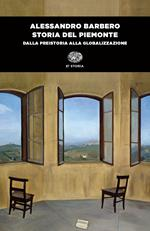 ALESSANDRO BARBERO
STORIA DEL PIEMONTE
DALLA PREISTORIA ALLA GLOBALIZZAZIONE
ET STORIA